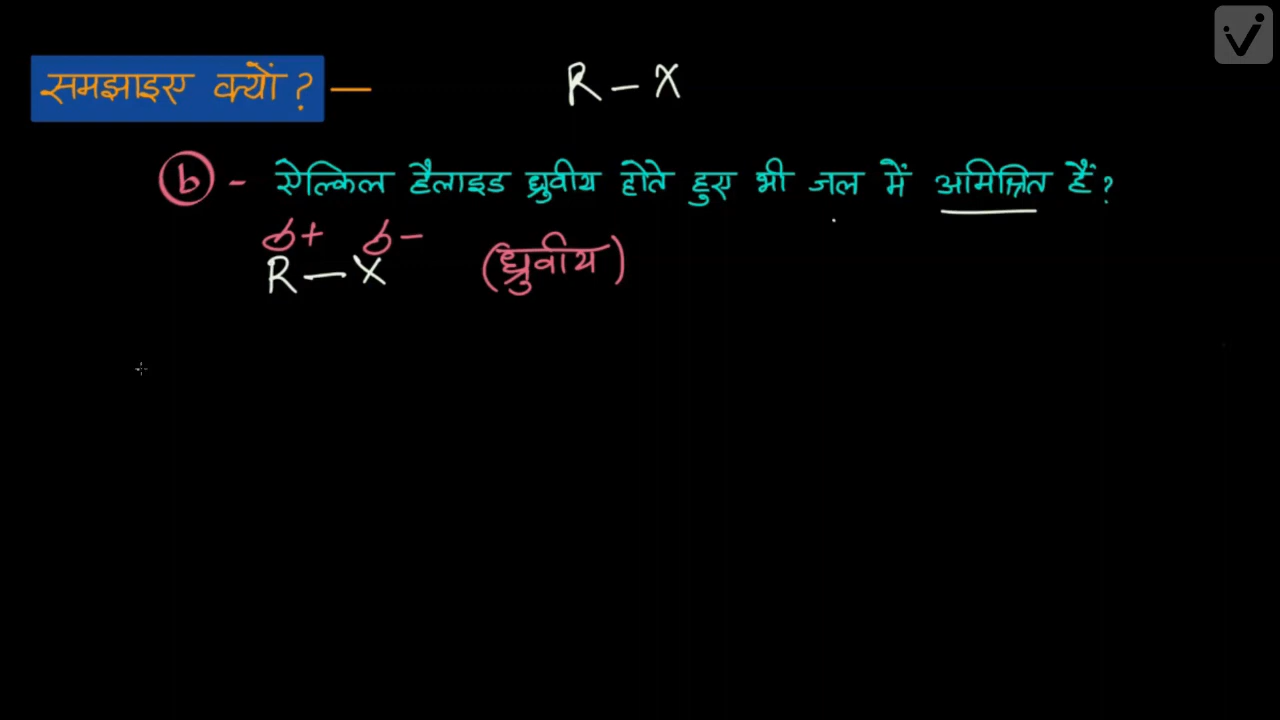 समझाइए क्यों ? —
R – X
b - ऐल्किल हैलाइड ध्रुवीय होते हुए भी जल में अमिश्रित हैं ?
δ+ δ-
R — X (ध्रुवीय)